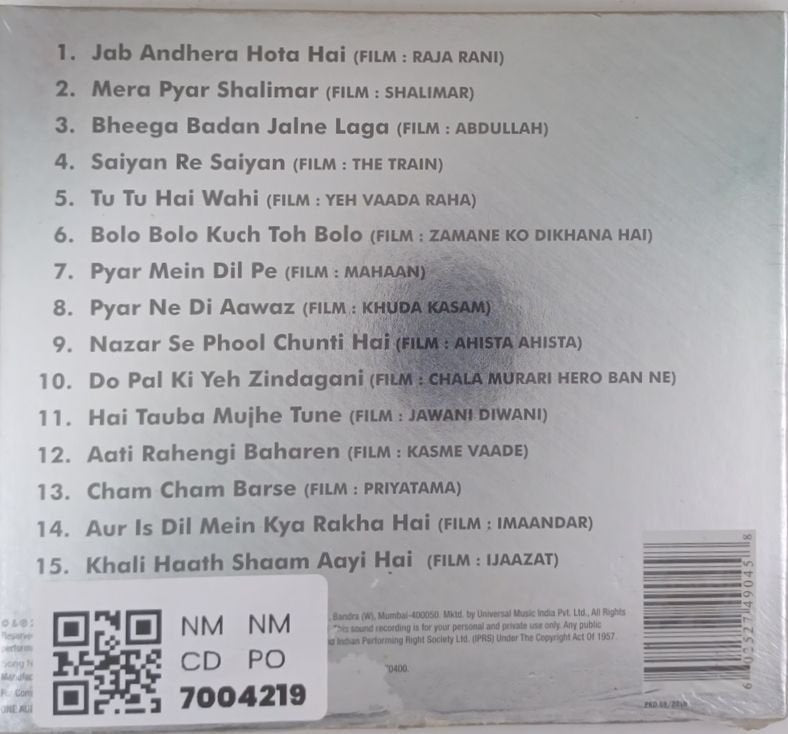 1. Jab Andhera Hota Hai (FILM : RAJA RANI)
2. Mera Pyar Shalimar (FILM : SHALIMAR)
3. Bheega Badan Jalne Laga (FILM : ABDULLAH)
4. Saiyan Re Saiyan (FILM : THE TRAIN)
5. Tu Tu Hai Wahi (FILM : YEH VAADA RAHA)
6. Bolo Bolo Kuch Toh Bolo (FILM : ZAMANE KO DIKHANA HAI)
7. Pyar Mein Dil Pe (FILM : MAHAAN)
8. Pyar Ne Di Aawaz (FILM : KHUDA KASAM)
9. Nazar Se Phool Chunti Hai (FILM : AHISTA AHISTA)
10. Do Pal Ki Yeh Zindagani (FILM : CHALA MURARI HERO BAN NE)
11. Hai Tauba Mujhe Tune (FILM : JAWANI DIWANI)
12. Aati Rahengi Baharen (FILM : KASME VAADE)
13. Cham Cham Barse (FILM : PRIYATAMA)
14. Aur Is Dil Mein Kya Rakha Hai (FILM : IMAANDAR)
15. Khali Haath Shaam Aayi Hai (FILM : IJAAZAT)
Bandra (W), Mumbai-400050. Mktd. by Universal Music India Pvt. Ltd., All Rights
This sound recording is for your personal and private use only. Any public
Indian Performing Right Society Ltd. (IPRS) Under The Copyright Act Of 1957.
0400.
NM NM
CD PO
7004219
6 02527 49045 8